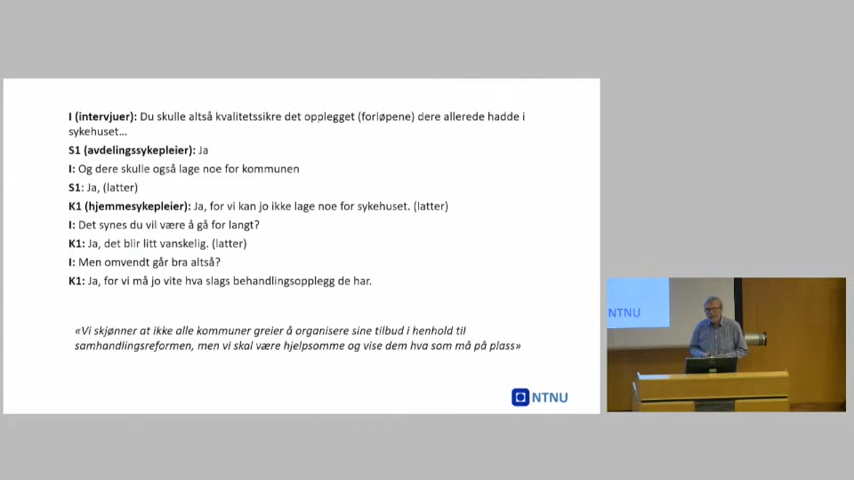 I (intervjuer): Du skulle altså kvalitetssikre det opplegget (forløpene) dere allerede hadde i
sykehuset...
S1 (avdelingssykepleier): Ja
I: Og dere skulle også lage noe for kommunen
S1: Ja, (latter)
K1 (hjemmesykepleier): Ja, for vi kan jo ikke lage noe for sykehuset. (latter)
I: Det synes du vil være å gå for langt?
K1: Ja, det blir litt vanskelig. (latter)
I: Men omvendt går bra altså?
K1: Ja, for vi må jo vite hva slags behandlingsopplegg de har.
«Vi skjønner at ikke alle kommuner greier å organisere sine tilbud i henhold til
samhandlingsreformen, men vi skal være hjelpsomme og vise dem hva som må på plass»
NTNU
NTNU